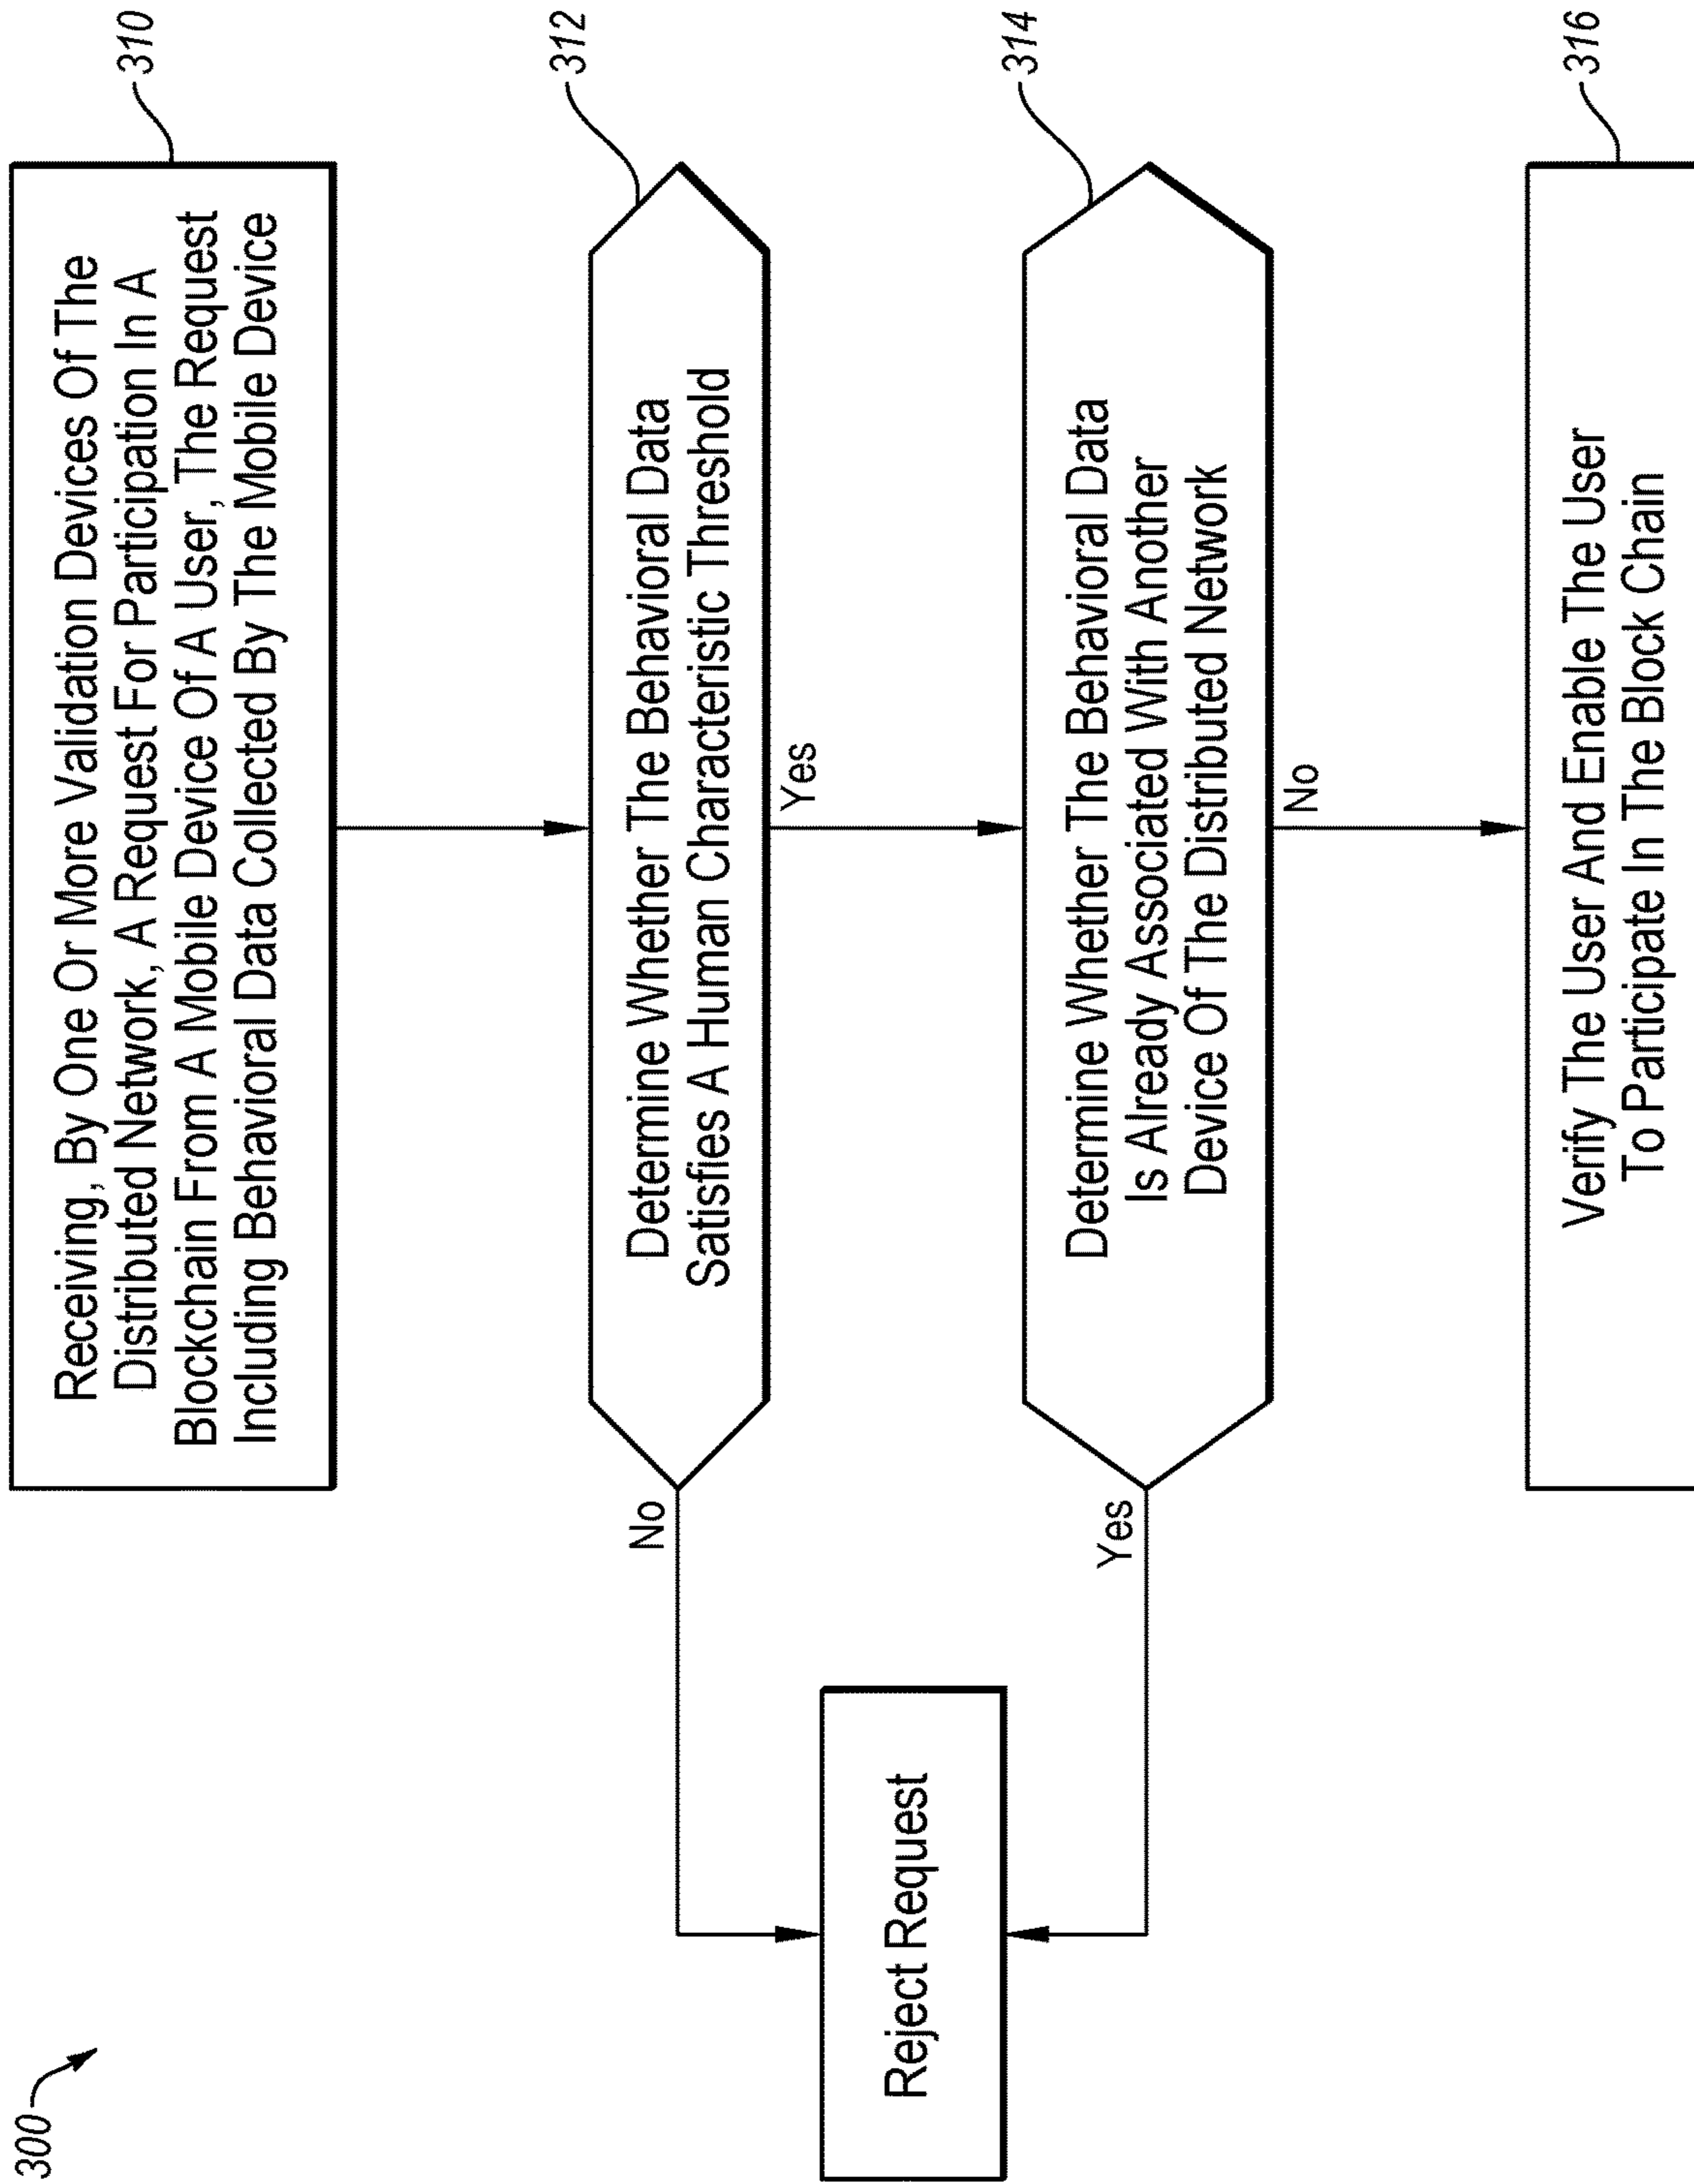 300
Receiving, By One Or More Validation Devices Of The
Distributed Network, A Request For Participation In A
Blockchain From A Mobile Device Of A User, The Request
Including Behavioral Data Collected By The Mobile Device
310
Determine Whether The Behavioral Data
Satisfies A Human Characteristic Threshold
312
No
Yes
Reject Request
Determine Whether The Behavioral Data
Is Already Associated With Another
Device Of The Distributed Network
314
Yes
No
Verify The User And Enable The User
To Participate In The Block Chain
316